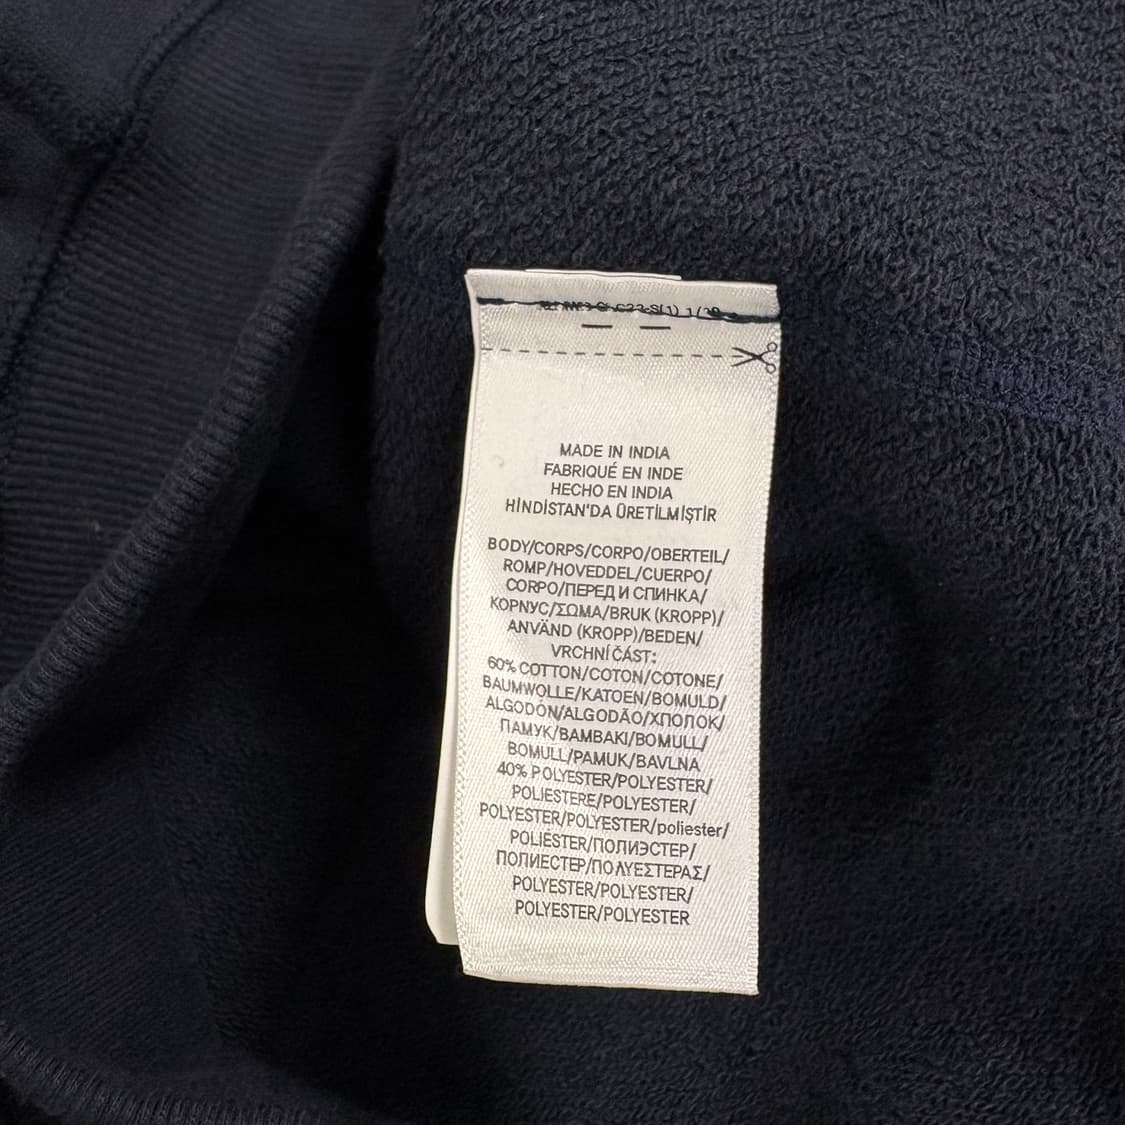 MADE IN INDIA
FABRIQUÉ EN INDE
HECHO EN INDIA
HİNDİSTAN'DA ÜRETİLMİŞTİR
BODY/CORPS/CORPO/OBERTEIL/
ROMP/HOVEDDEL/CUERPO/
CORPO/ПЕРЕД И СПИНКА/
КОРПУС/ΣΩΜΑ/BRUK (KROPP)/
ANVÄND (KROPP)/BEDEN/
VRCHNÍ ČÁST:
60% COTTON/COTON/COTONE/
BAUMWOLLE/KATOEN/BOMULD/
ALGODÓN/ALGODÃO/ХПОПОК/
ПАМУК/BAMBAKI/BOMULL/
BOMULL/PAMUK/BAVLNA
40% POLYESTER/POLYESTER/
POLIESTERE/POLYESTER/
POLYESTER/POLYESTER/poliester/
POLIÉSTER/ПОЛИЭСТЕР/
ПОЛИЕСТЕР/ΠΟΛΥΕΣΤΕΡΑΣ/
POLYESTER/POLYESTER/
POLYESTER/POLYESTER